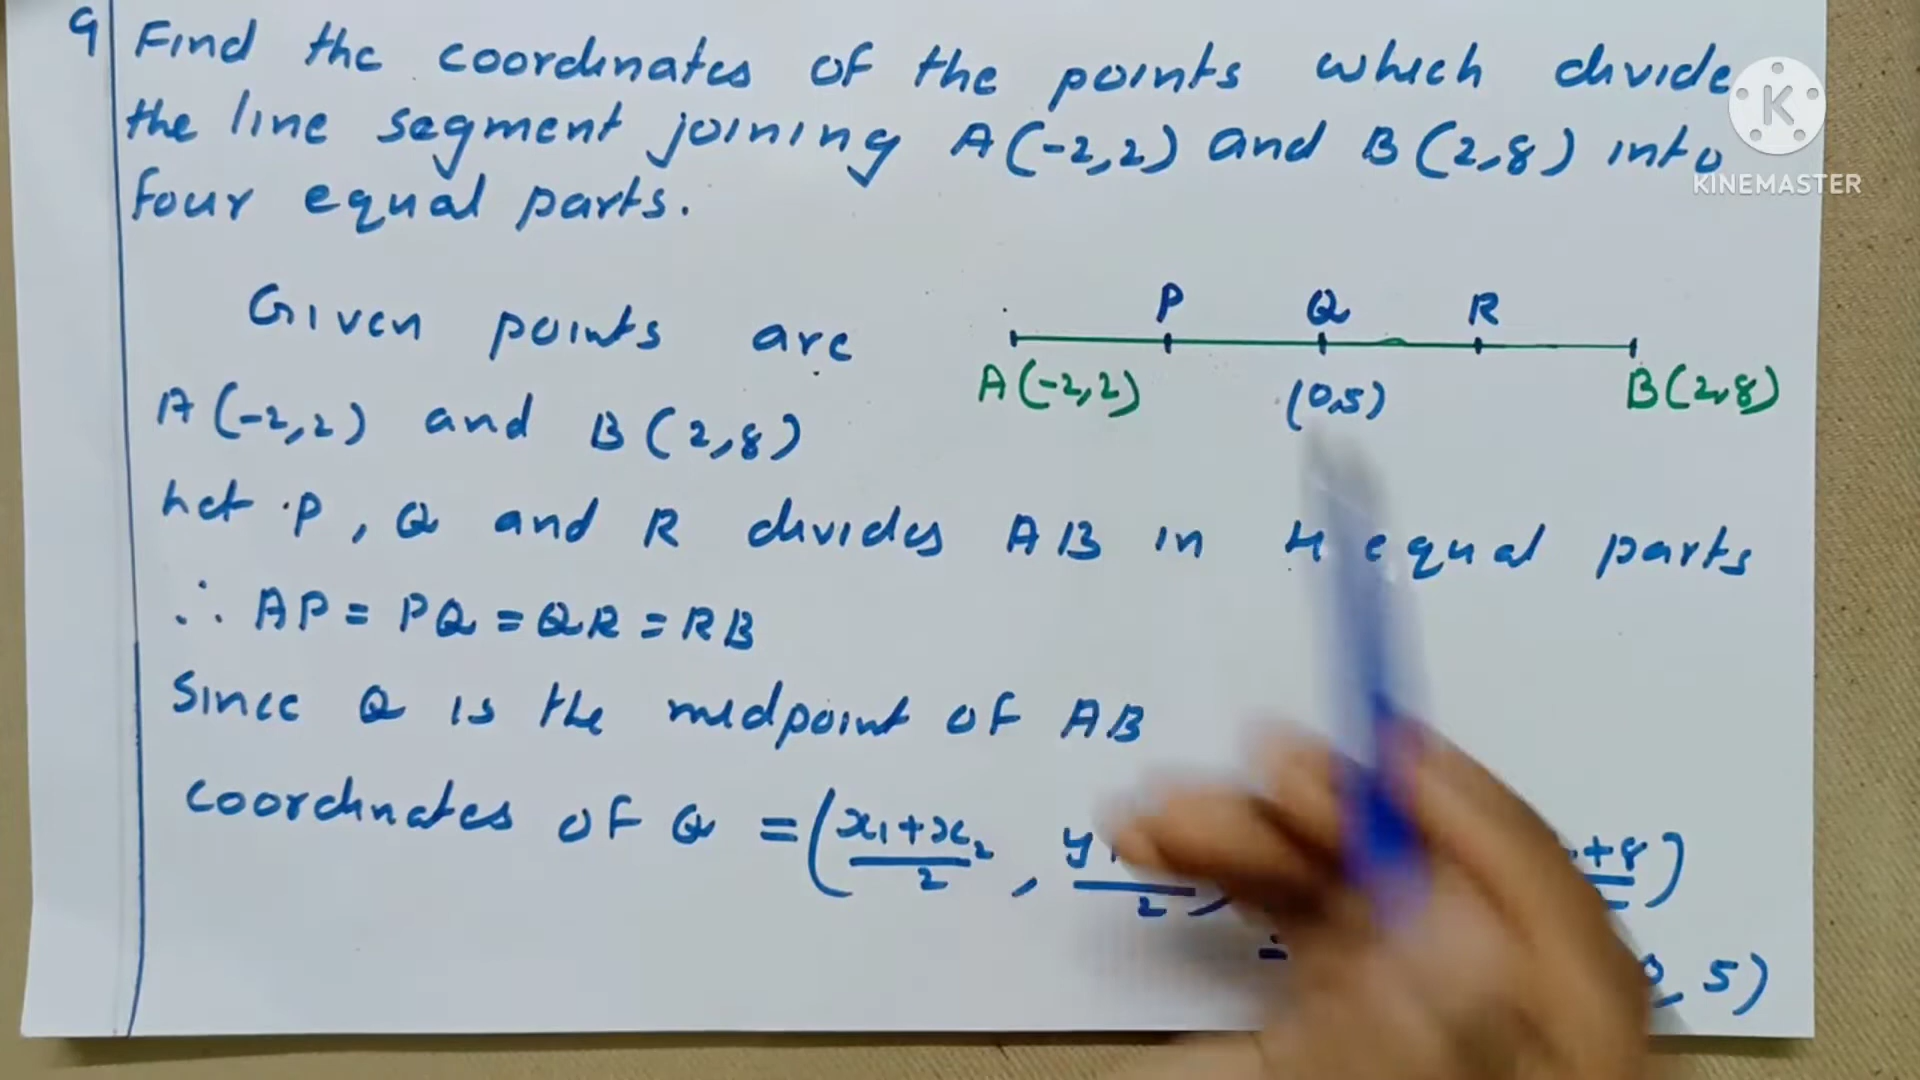 9 Find the coordinates of the points which divide
the line segment joining A(-2,2) and B(2,8) into
four equal parts.
KINEMASTER
Given points are
P Q R
A(-2,2) (0,5) B(2,8)
A(-2,2) and B(2,8)
Let P, Q and R divides AB in 4 equal parts
∴ AP = PQ = QR = RB
Since Q is the midpoint of AB
Coordinates of Q = (x₁+x₂/2, y /2) +8)
= 5)